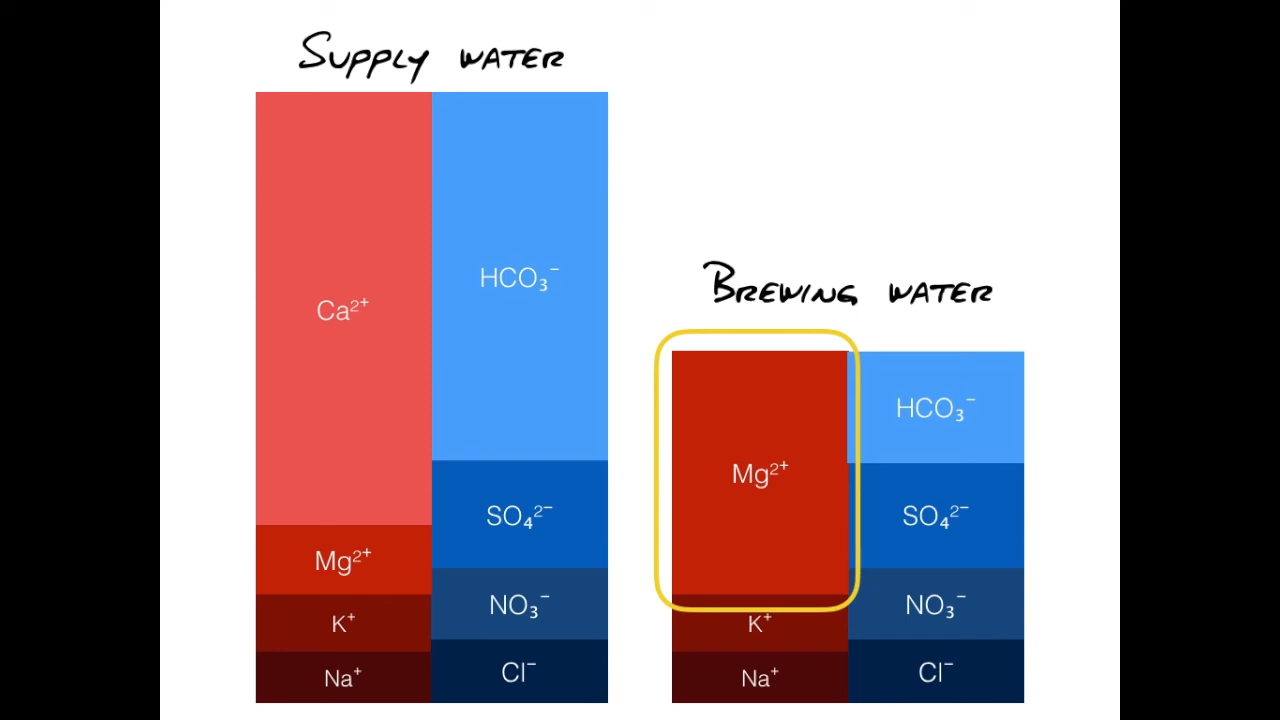 Supply water
Ca²⁺
Mg²⁺
K⁺
Na⁺
HCO₃⁻
SO₄²⁻
NO₃⁻
Cl⁻
Brewing water
Mg²⁺
K⁺
Na⁺
HCO₃⁻
SO₄²⁻
NO₃⁻
Cl⁻